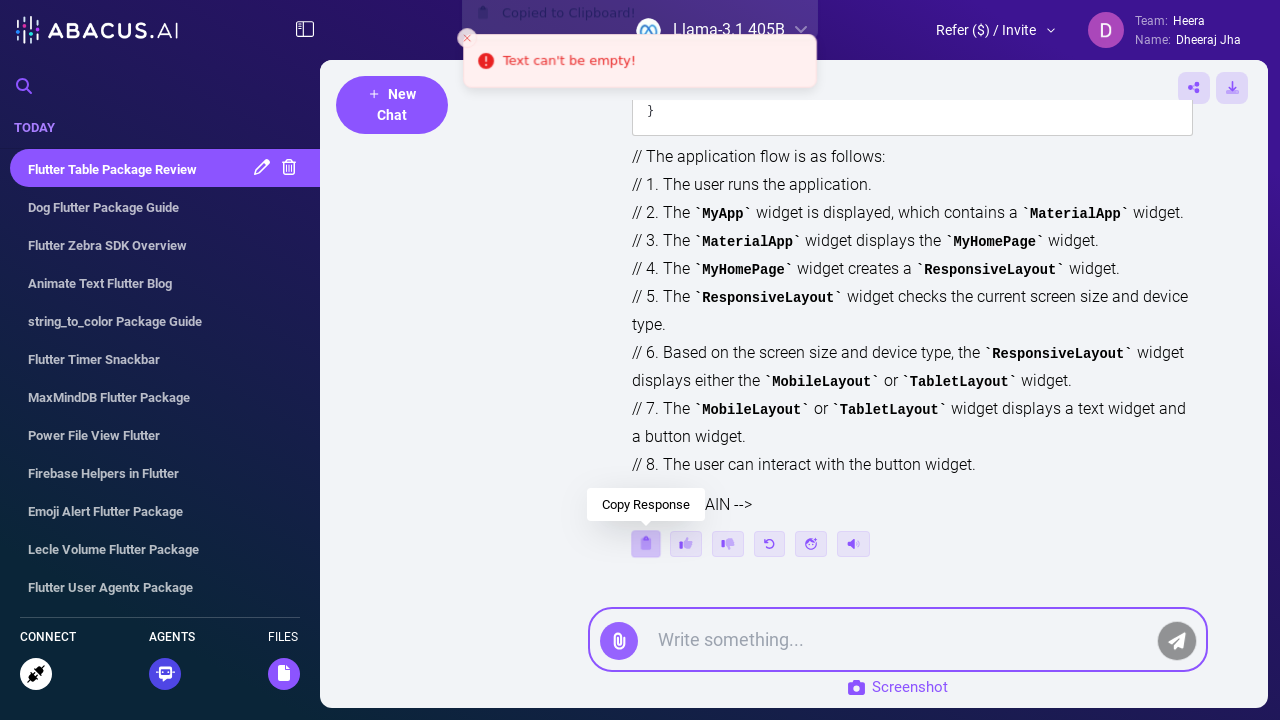 ABACUS.AI
Copied to Clipboard!
Llama-3.1 405B
Refer ($) / Invite
D
Team: Heera
Name: Dheeraj Jha
Text can't be empty!
+ New
Chat
TODAY
Flutter Table Package Review
Dog Flutter Package Guide
Flutter Zebra SDK Overview
Animate Text Flutter Blog
string_to_color Package Guide
Flutter Timer Snackbar
MaxMindDB Flutter Package
Power File View Flutter
Firebase Helpers in Flutter
Emoji Alert Flutter Package
Lecle Volume Flutter Package
Flutter User Agentx Package
CONNECT
AGENTS
FILES
}
// The application flow is as follows:
// 1. The user runs the application.
// 2. The `MyApp` widget is displayed, which contains a `MaterialApp` widget.
// 3. The `MaterialApp` widget displays the `MyHomePage` widget.
// 4. The `MyHomePage` widget creates a `ResponsiveLayout` widget.
// 5. The `ResponsiveLayout` widget checks the current screen size and device
type.
// 6. Based on the screen size and device type, the `ResponsiveLayout` widget
displays either the `MobileLayout` or `TabletLayout` widget.
// 7. The `MobileLayout` or `TabletLayout` widget displays a text widget and
a button widget.
// 8. The user can interact with the button widget.
AIN -->
Copy Response
Write something...
Screenshot